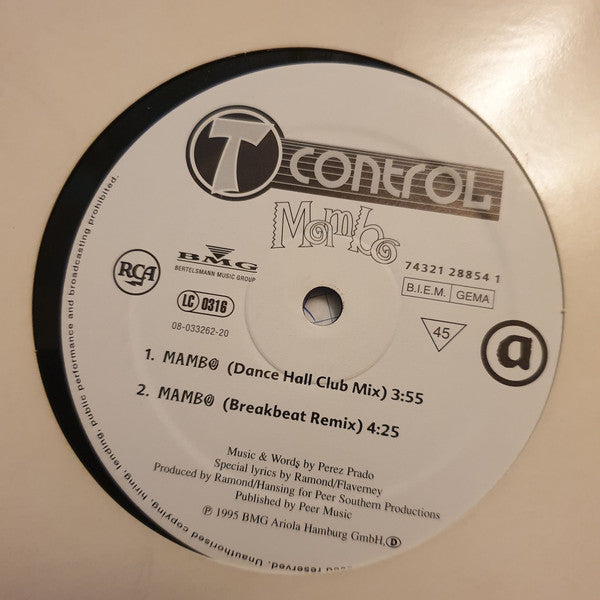 T
CONTROL
Mambo
RCA
BMG
BERTELSMANN MUSIC GROUP
LC 0316
08-033262-20
74321 28854 1
B.I.E.M. GEMA
45
a
1. MAMBO (Dance Hall Club Mix) 3:55
2. MAMBO (Breakbeat Remix) 4:25
Music & Words by Perez Prado
Special lyrics by Ramond/Flaverney
Produced by Ramond/Hansing for Peer Southern Productions
Published by Peer Music
℗ 1995 BMG Ariola Hamburg GmbH, D
Unauthorised copying, hiring, lending, public performance and broadcasting prohibited.